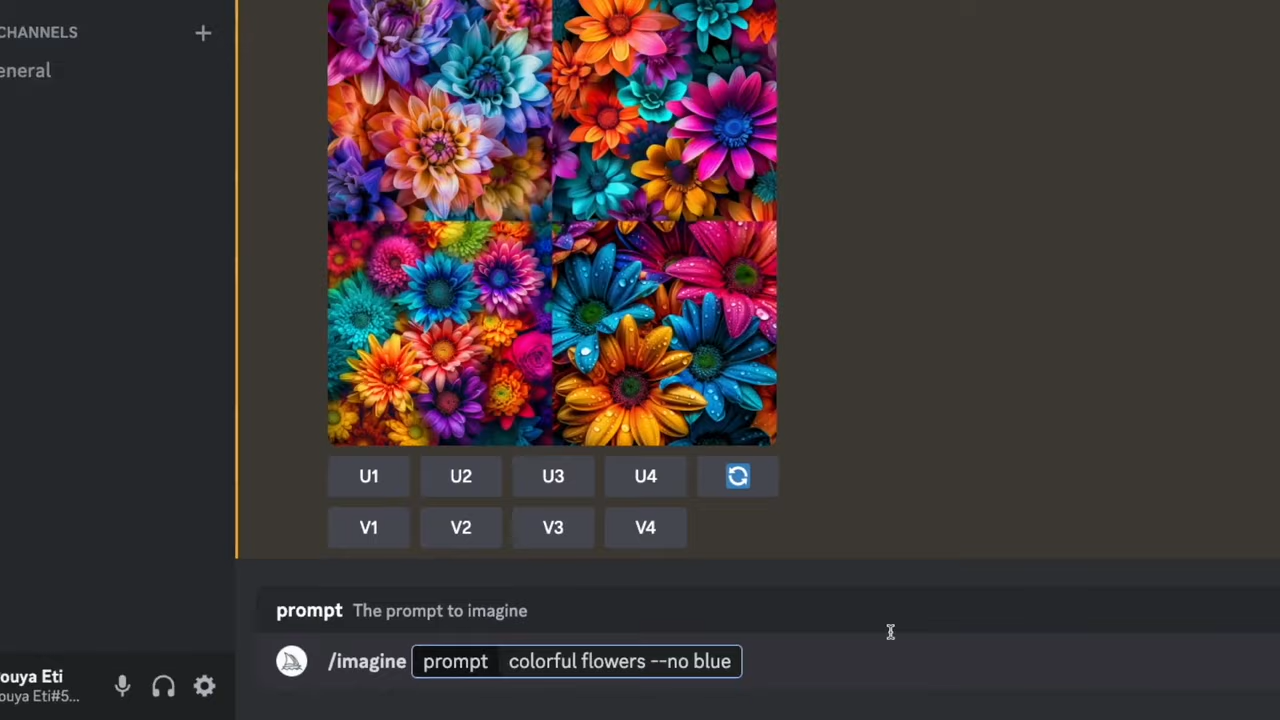 CHANNELS +
eneral
U1 U2 U3 U4
V1 V2 V3 V4
prompt The prompt to imagine
/imagine prompt colorful flowers --no blue
ouya Eti
ouya Eti#5...